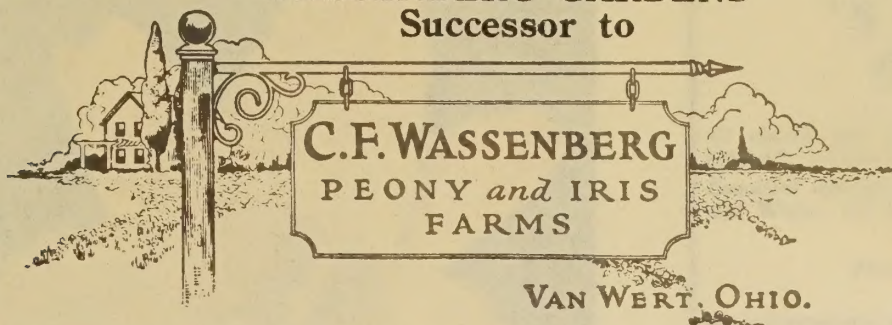 Successor to
C.F. WASSENBERG
PEONY and IRIS
FARMS
VAN WERT. OHIO.